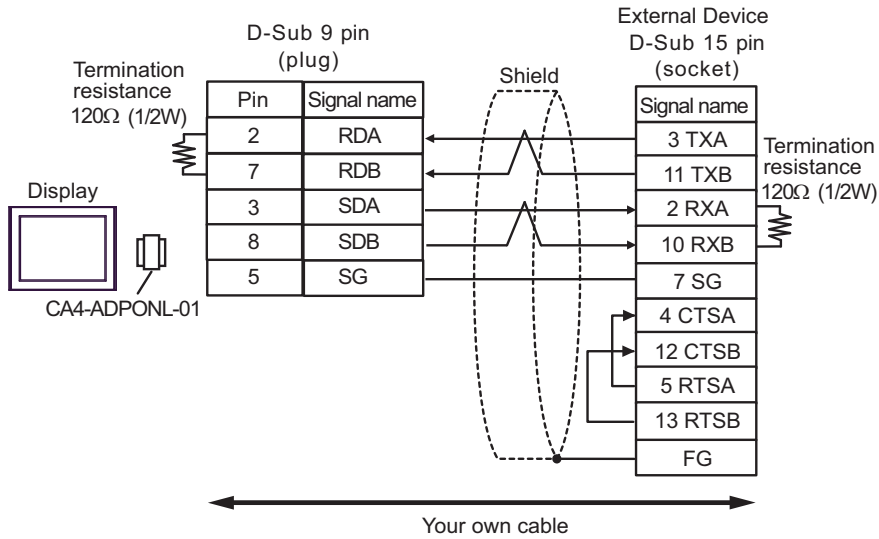 External Device
D-Sub 9 pin
(plug)
D-Sub 15 pin
(socket)
Shield
Termination
resistance
120Ω (1/2W)
Pin Signal name
2 RDA
7 RDB
3 SDA
8 SDB
5 SG
Signal name
3 TXA
11 TXB
2 RXA
10 RXB
7 SG
4 CTSA
12 CTSB
5 RTSA
13 RTSB
FG
Termination
resistance
120Ω (1/2W)
Display
CA4-ADPONL-01
Your own cable